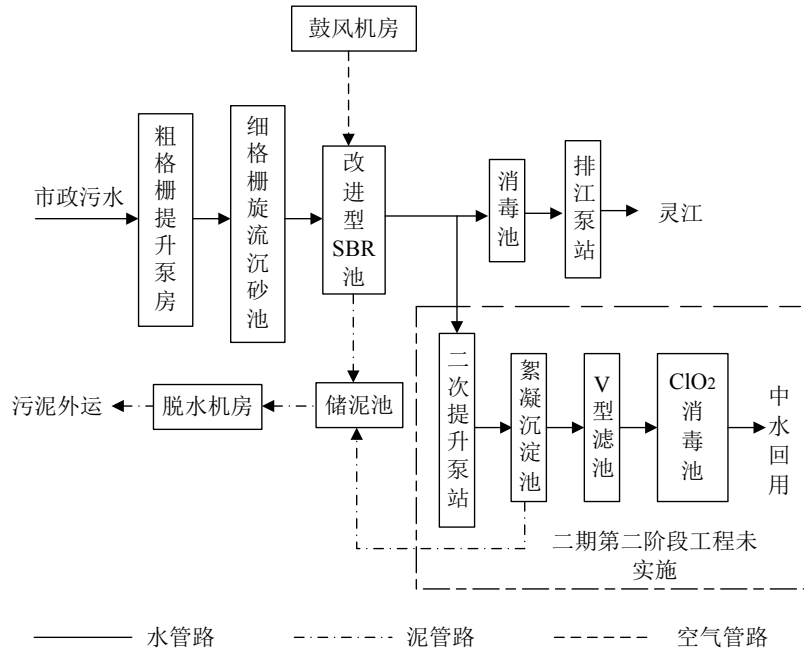 鼓风机房
市政污水
粗格栅提升泵房
细格栅旋流沉砂池
改进型SBR池
消毒池
排江泵站
灵江
污泥外运
脱水机房
储泥池
二次提升泵站
絮凝沉淀池
V型滤池
ClO2消毒池
中水回用
二期第二阶段工程未
实施
水管路
泥管路
空气管路